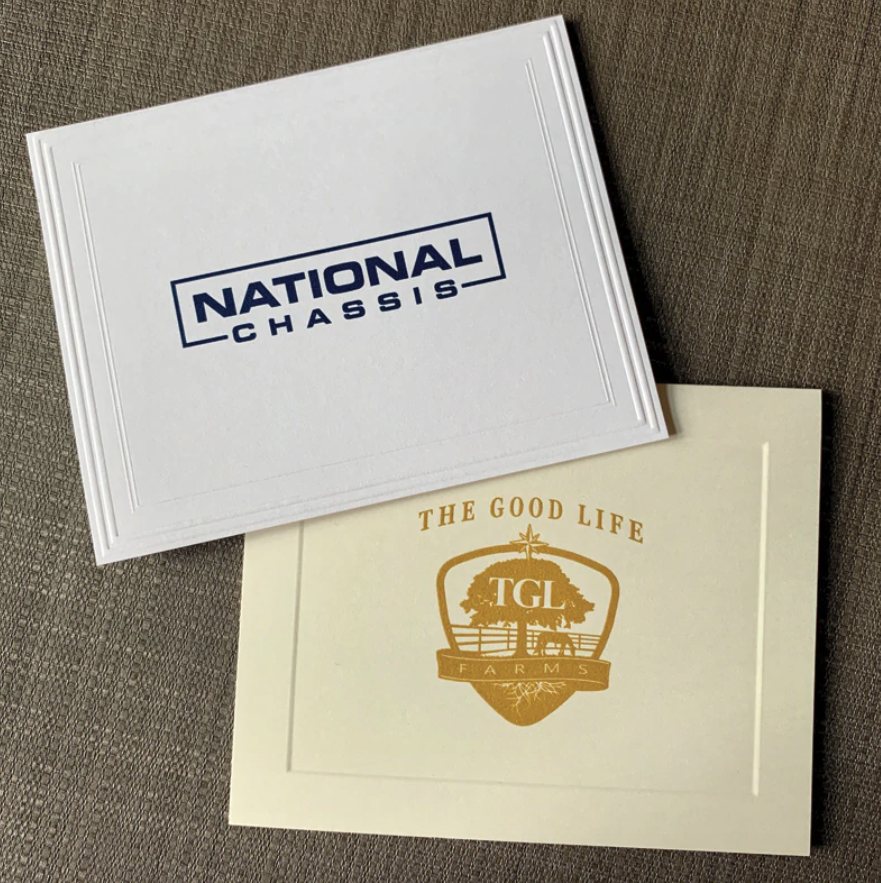 NATIONAL
CHASSIS
THE GOOD LIFE
TGL
FARMS